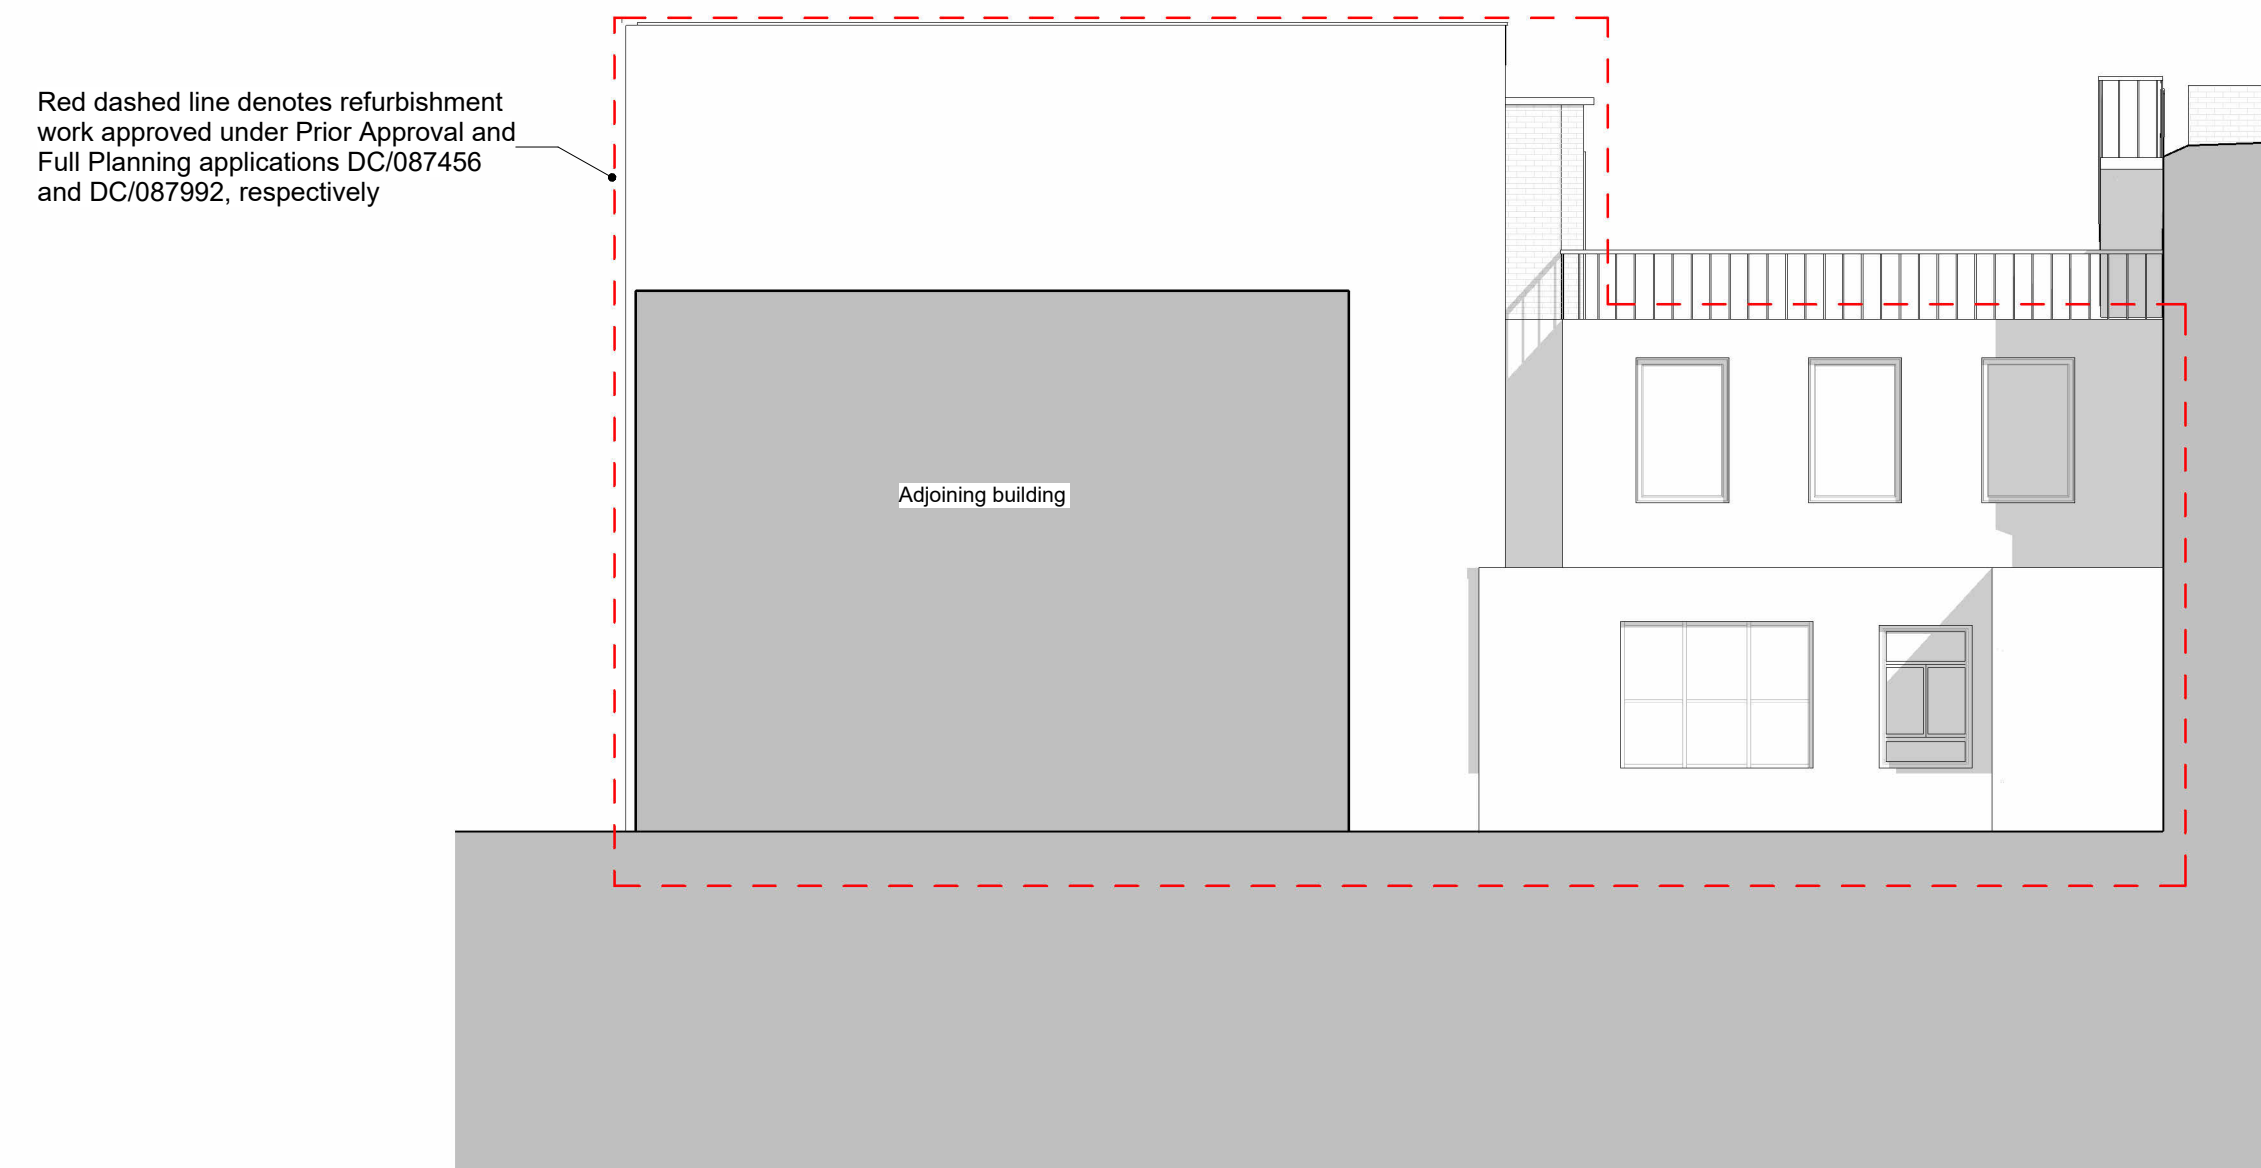 Red dashed line denotes refurbishment
work approved under Prior Approval and
Full Planning applications DC/087456
and DC/087992, respectively
Adjoining building